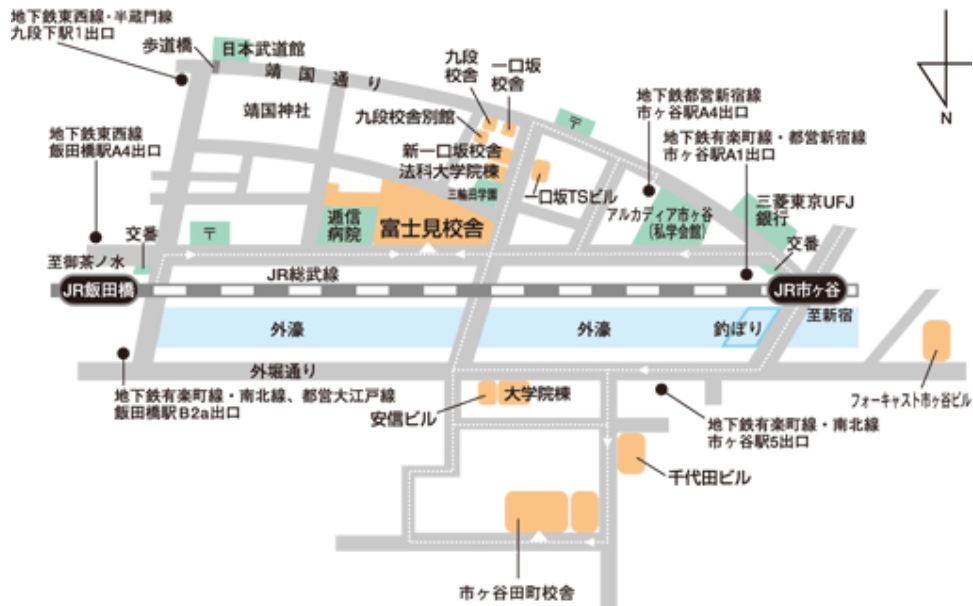 地下鉄東西線・半蔵門線
九段下駅1出口
歩道橋
日本武道館
靖国通り
靖国神社
九段
校舎
一口坂
校舎
九段校舎別館
新一口坂校舎
法科大学院棟
三輪田学園
一口坂TSビル
〒
地下鉄都営新宿線
市ヶ谷駅A4出口
地下鉄有楽町線・都営新宿線
市ヶ谷駅A1出口
N
地下鉄東西線
飯田橋駅A4出口
アルカディア市ヶ谷
(私学会館)
三菱東京UFJ
銀行
交番
交番
〒
逓信
病院
富士見校舎
至御茶ノ水
JR飯田橋
JR総武線
JR市ヶ谷
至新宿
外濠
外濠
釣ぼり
外堀通り
地下鉄有楽町線・南北線、都営大江戸線
飯田橋駅B2a出口
安信ビル
大学院棟
地下鉄有楽町線・南北線
市ヶ谷駅5出口
フォーキャスト市ヶ谷ビル
千代田ビル
市ヶ谷田町校舎